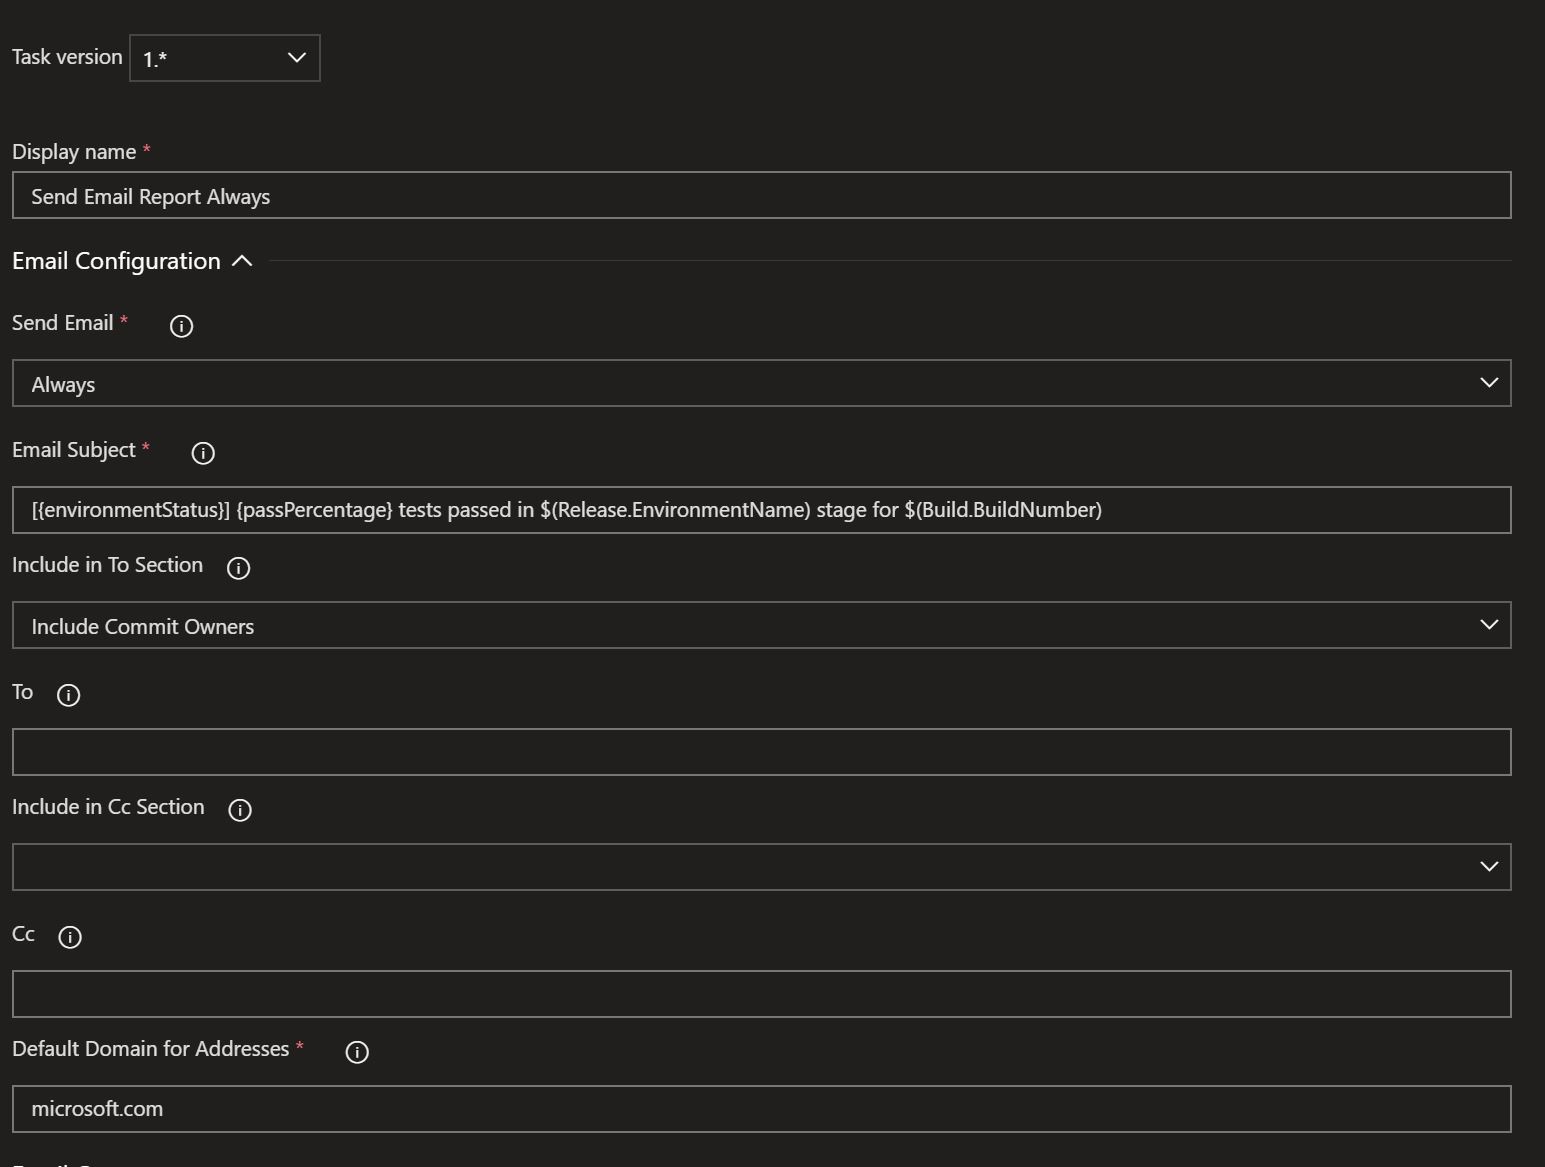 Task version 1.*
Display name *
Send Email Report Always
Email Configuration
Send Email *
Always
Email Subject *
[{environmentStatus}] {passPercentage} tests passed in $(Release.EnvironmentName) stage for $(Build.BuildNumber)
Include in To Section
Include Commit Owners
To
Include in Cc Section
Cc
Default Domain for Addresses *
microsoft.com